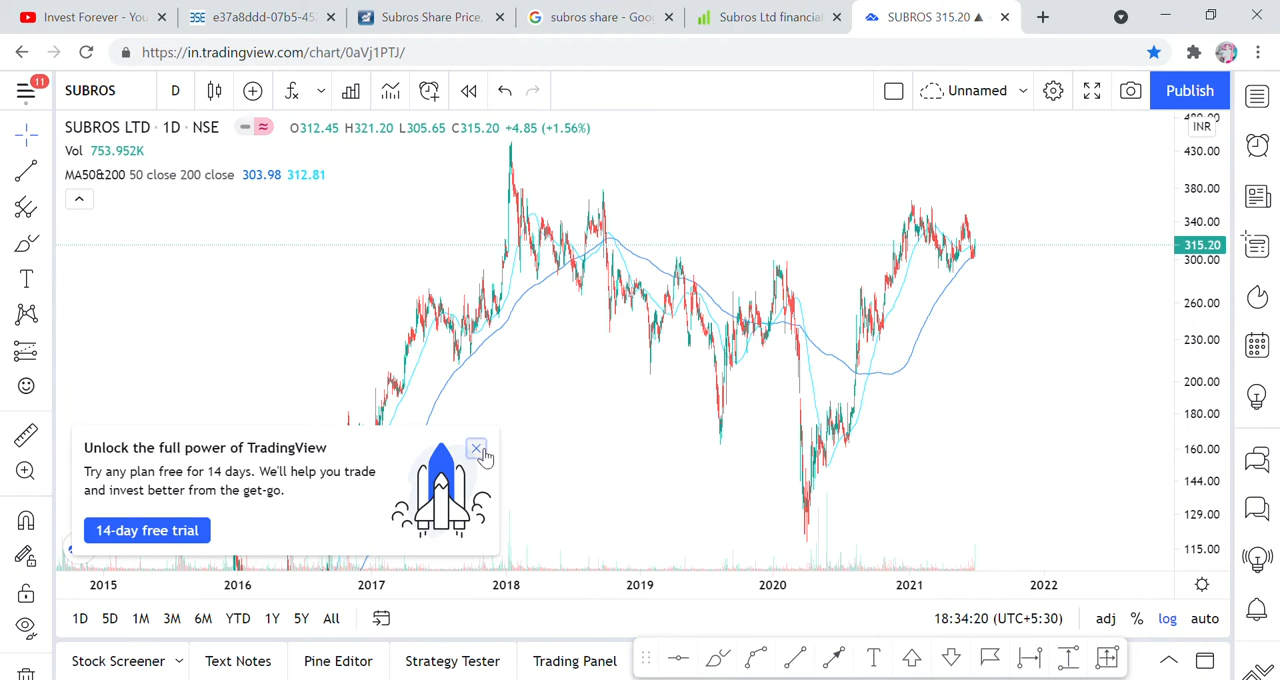 Invest Forever - You
e37a8ddd-07b5-452
Subros Share Price,
subros share - Goog
Subros Ltd financial
SUBROS 315.20 ▲
https://in.tradingview.com/chart/0aVj1PTJ/
11
SUBROS
D
Unnamed
Publish
SUBROS LTD · 1D · NSE
O312.45 H321.20 L305.65 C315.20 +4.85 (+1.56%)
Vol 753.952K
MA50&200 50 close 200 close 303.98 312.81
INR
430.00
380.00
340.00
315.20
300.00
260.00
230.00
200.00
180.00
160.00
144.00
129.00
115.00
Unlock the full power of TradingView
Try any plan free for 14 days. We'll help you trade
and invest better from the get-go.
14-day free trial
2015 2016 2017 2018 2019 2020 2021 2022
1D 5D 1M 3M 6M YTD 1Y 5Y All
18:34:20 (UTC+5:30) adj % log auto
Stock Screener Text Notes Pine Editor Strategy Tester Trading Panel